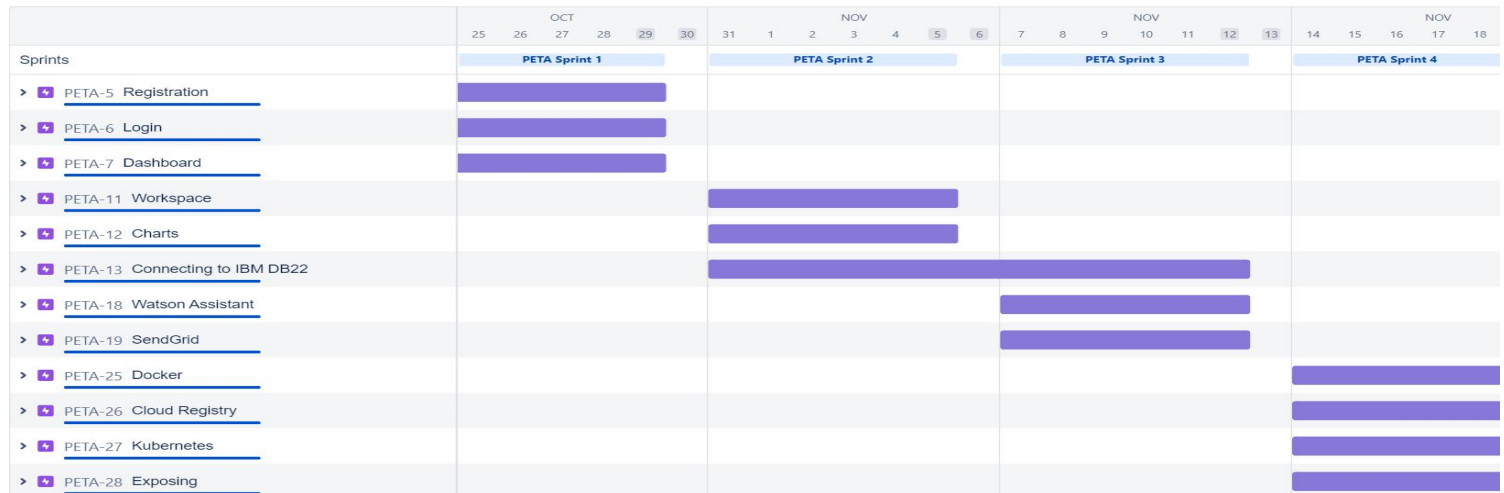 OCT NOV NOV NOV
25 26 27 28 29 30 31 1 2 3 4 5 6 7 8 9 10 11 12 13 14 15 16 17 18
Sprints PETA Sprint 1 PETA Sprint 2 PETA Sprint 3 PETA Sprint 4
PETA-5 Registration
PETA-6 Login
PETA-7 Dashboard
PETA-11 Workspace
PETA-12 Charts
PETA-13 Connecting to IBM DB22
PETA-18 Watson Assistant
PETA-19 SendGrid
PETA-25 Docker
PETA-26 Cloud Registry
PETA-27 Kubernetes
PETA-28 Exposing